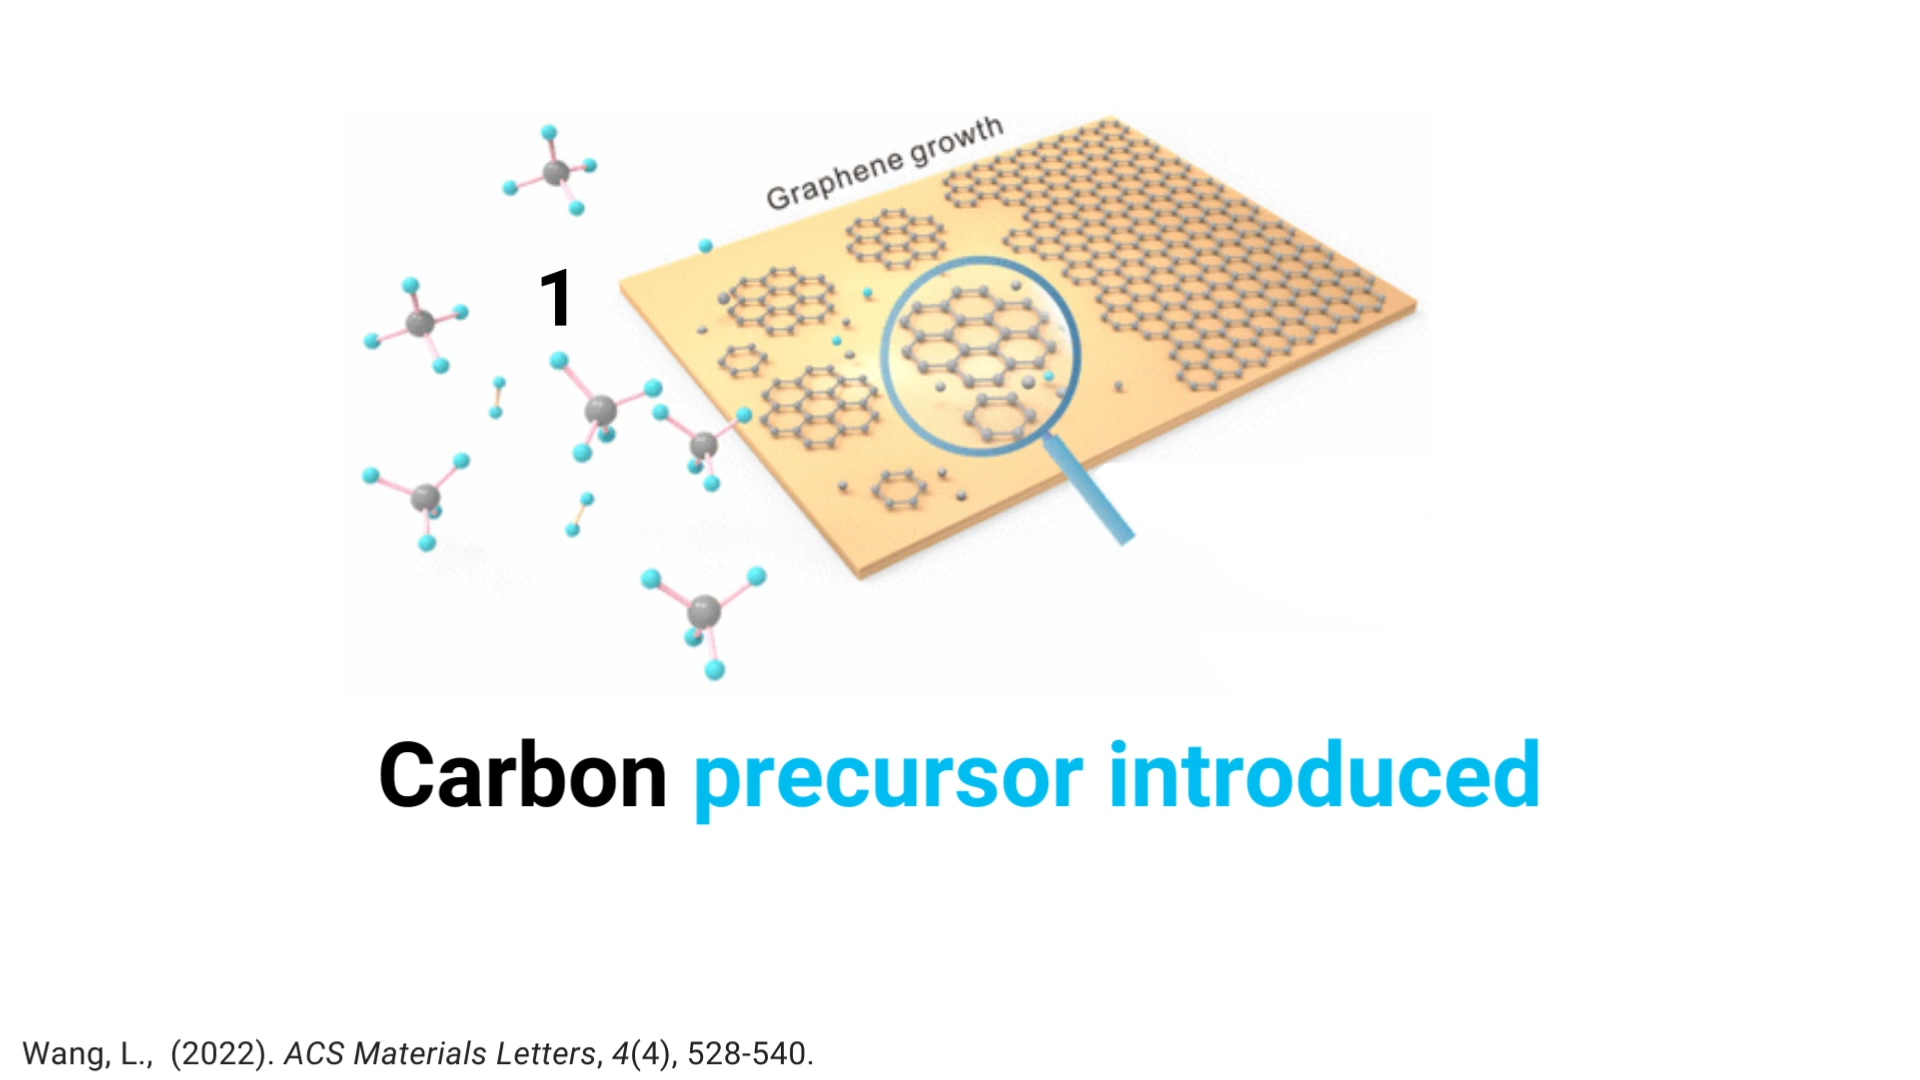 Graphene growth
1
Carbon precursor introduced
Wang, L., (2022). ACS Materials Letters, 4(4), 528-540.